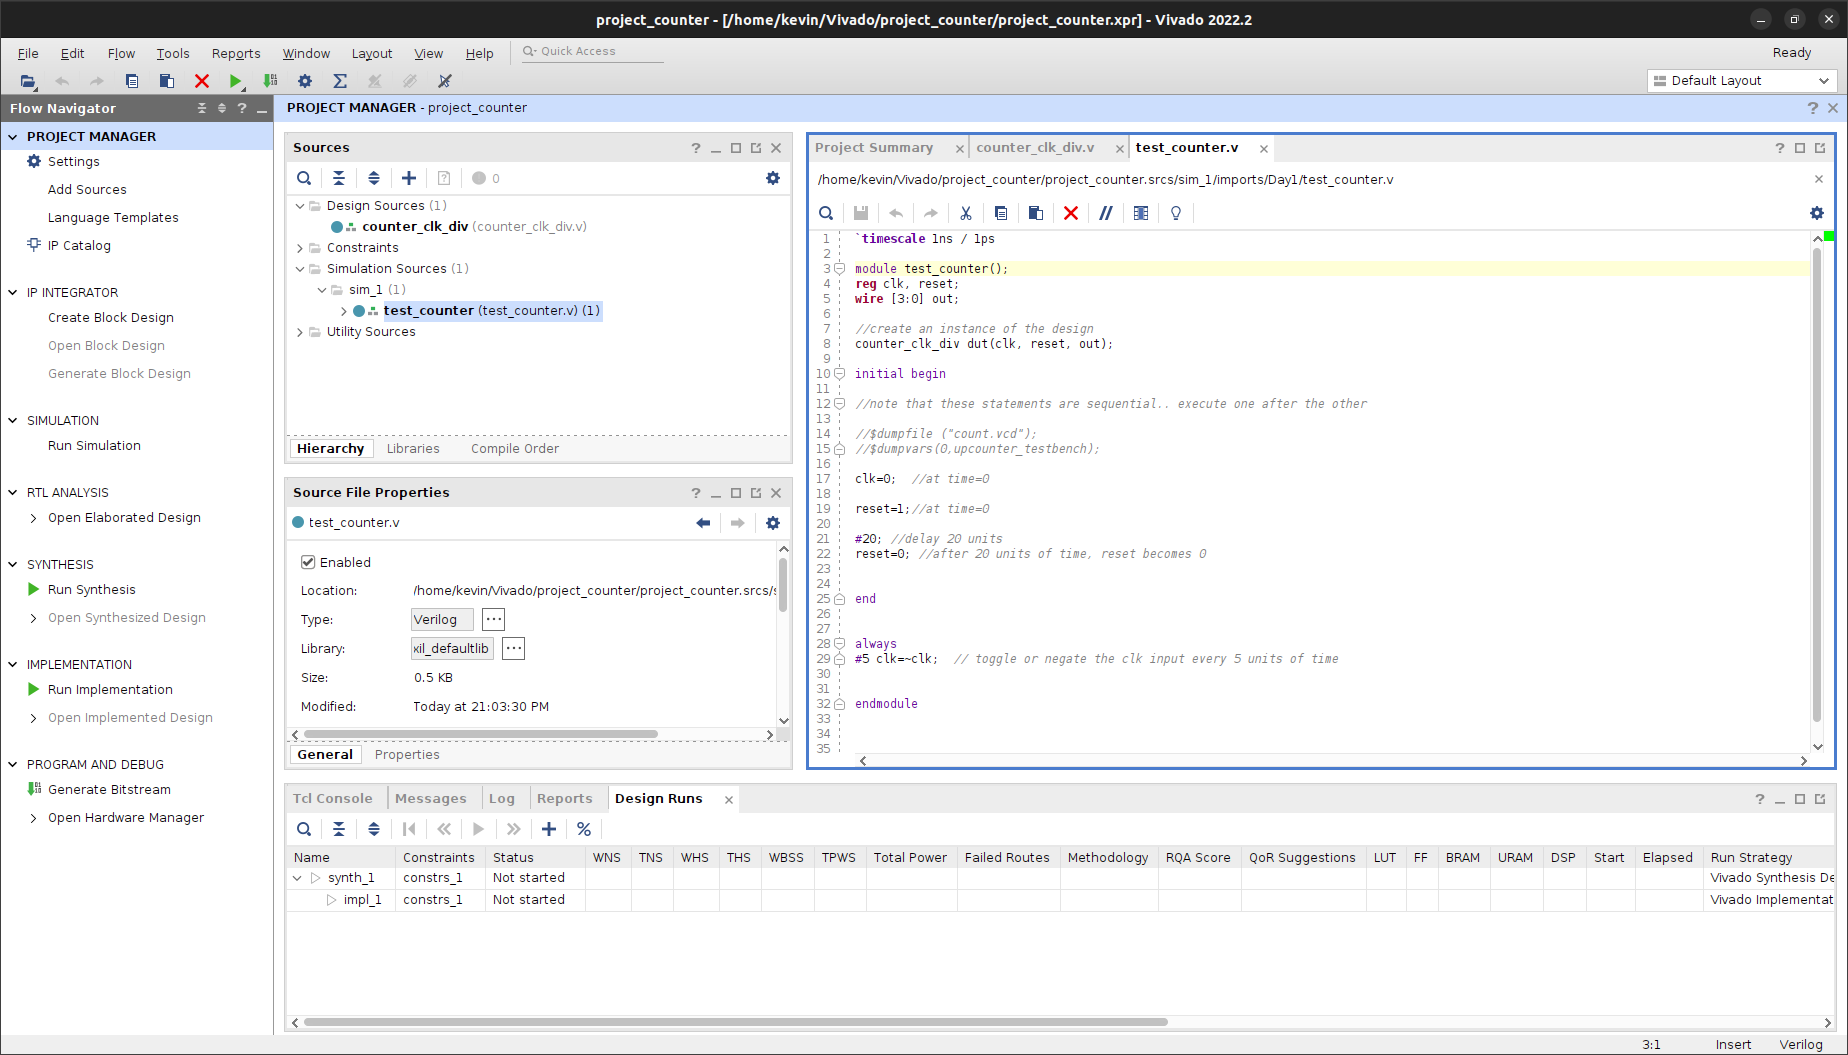 project_counter - [/home/kevin/Vivado/project_counter/project_counter.xpr] - Vivado 2022.2
File Edit Flow Tools Reports Window Layout View Help Quick Access Ready
Default Layout
Flow Navigator
PROJECT MANAGER
Settings
Add Sources
Language Templates
IP Catalog
IP INTEGRATOR
Create Block Design
Open Block Design
Generate Block Design
SIMULATION
Run Simulation
RTL ANALYSIS
Open Elaborated Design
SYNTHESIS
Run Synthesis
Open Synthesized Design
IMPLEMENTATION
Run Implementation
Open Implemented Design
PROGRAM AND DEBUG
Generate Bitstream
Open Hardware Manager
PROJECT MANAGER - project_counter
Sources
0
Design Sources (1)
counter_clk_div (counter_clk_div.v)
Constraints
Simulation Sources (1)
sim_1 (1)
test_counter (test_counter.v) (1)
Utility Sources
Hierarchy Libraries Compile Order
Source File Properties
test_counter.v
Enabled
Location: /home/kevin/Vivado/project_counter/project_counter.srcs/s
Type: Verilog ...
Library: xil_defaultlib ...
Size: 0.5 KB
Modified: Today at 21:03:30 PM
General Properties
Project Summary counter_clk_div.v test_counter.v
/home/kevin/Vivado/project_counter/project_counter.srcs/sim_1/imports/Day1/test_counter.v
1 `timescale 1ns / 1ps
2
3 module test_counter();
4 reg clk, reset;
5 wire [3:0] out;
6
7 //create an instance of the design
8 counter_clk_div dut(clk, reset, out);
9
10 initial begin
11
12 //note that these statements are sequential.. execute one after the other
13
14 //$dumpfile ("count.vcd");
15 //$dumpvars(0,upcounter_testbench);
16
17 clk=0; //at time=0
18
19 reset=1;//at time=0
20
21 #20; //delay 20 units
22 reset=0; //after 20 units of time, reset becomes 0
23
24
25 end
26
27
28 always
29 #5 clk=~clk; // toggle or negate the clk input every 5 units of time
30
31
32 endmodule
33
34
35
Tcl Console Messages Log Reports Design Runs
Name Constraints Status WNS TNS WHS THS WBSS TPWS Total Power Failed Routes Methodology RQA Score QoR Suggestions LUT FF BRAM URAM DSP Start Elapsed Run Strategy
synth_1 constrs_1 Not started Vivado Synthesis De
impl_1 constrs_1 Not started Vivado Implementat
3:1 Insert Verilog